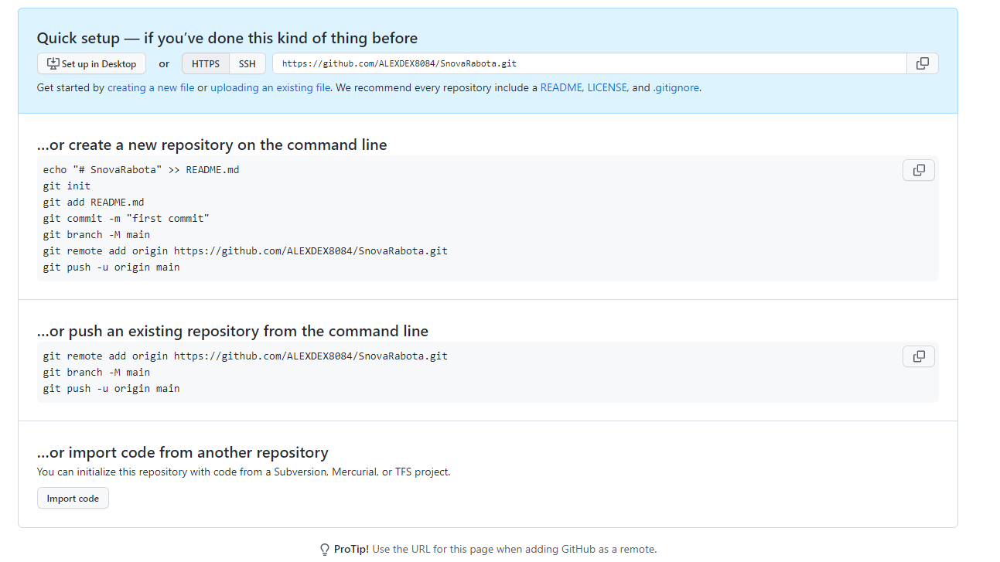 Quick setup — if you’ve done this kind of thing before
Set up in Desktop or HTTPS SSH https://github.com/ALEXDEX8084/SnovaRabota.git
Get started by creating a new file or uploading an existing file. We recommend every repository include a README, LICENSE, and .gitignore.
…or create a new repository on the command line
echo "# SnovaRabota" >> README.md
git init
git add README.md
git commit -m "first commit"
git branch -M main
git remote add origin https://github.com/ALEXDEX8084/SnovaRabota.git
git push -u origin main
…or push an existing repository from the command line
git remote add origin https://github.com/ALEXDEX8084/SnovaRabota.git
git branch -M main
git push -u origin main
…or import code from another repository
You can initialize this repository with code from a Subversion, Mercurial, or TFS project.
Import code
ProTip! Use the URL for this page when adding GitHub as a remote.